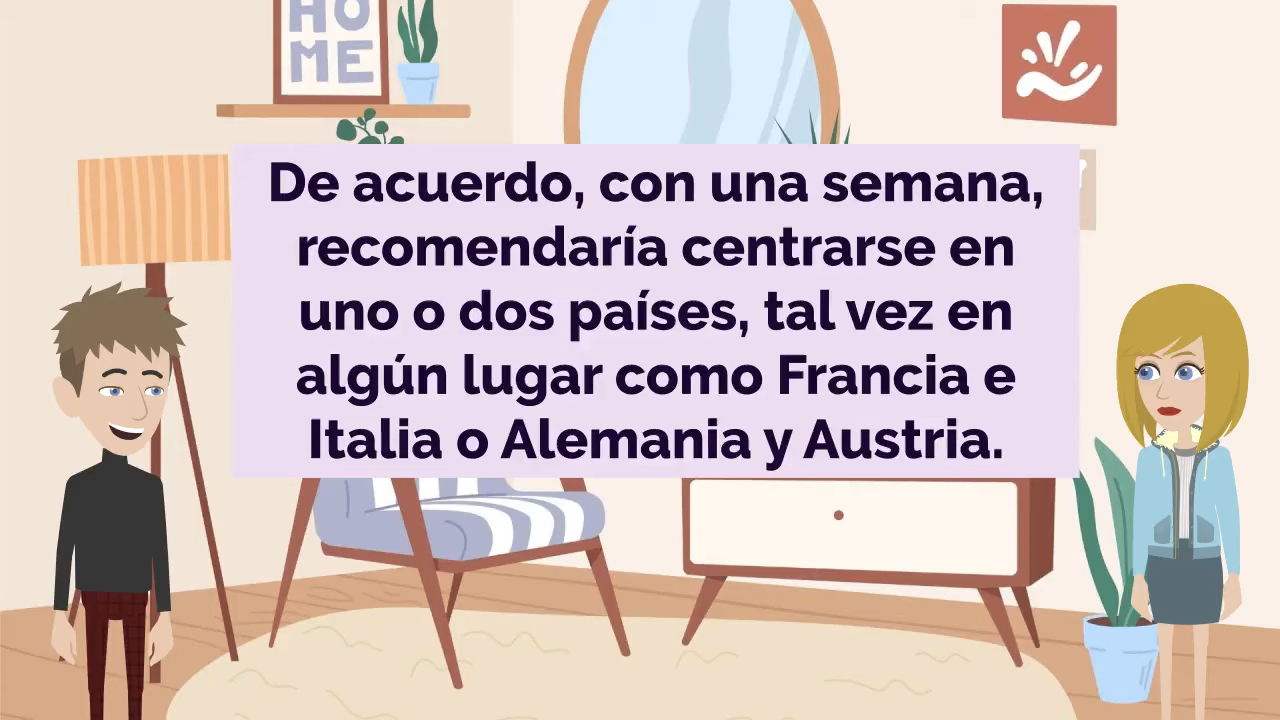 HO
ME
De acuerdo, con una semana,
recomendaría centrarse en
uno o dos países, tal vez en
algún lugar como Francia e
Italia o Alemania y Austria.